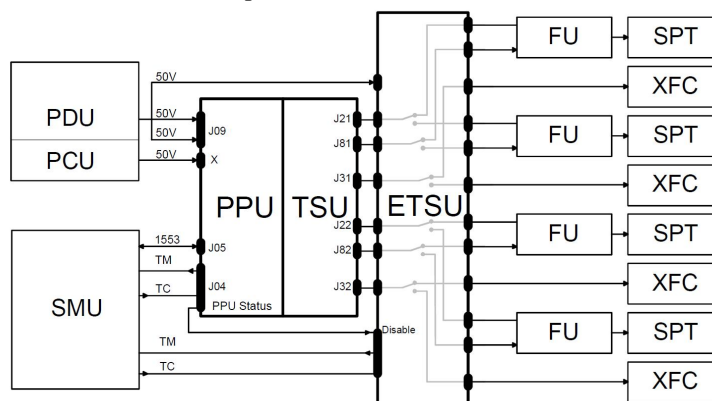 FU
SPT
50V
XFC
50V
J21
PDU
50V
J09
J81
FU
SPT
PCU
50V
X
J31
PPU
TSU
ETSU
XFC
J22
FU
SPT
1553
J05
J82
TM
J04
J32
XFC
SMU
TC
PPU Status
Disable
FU
SPT
TM
TC
XFC